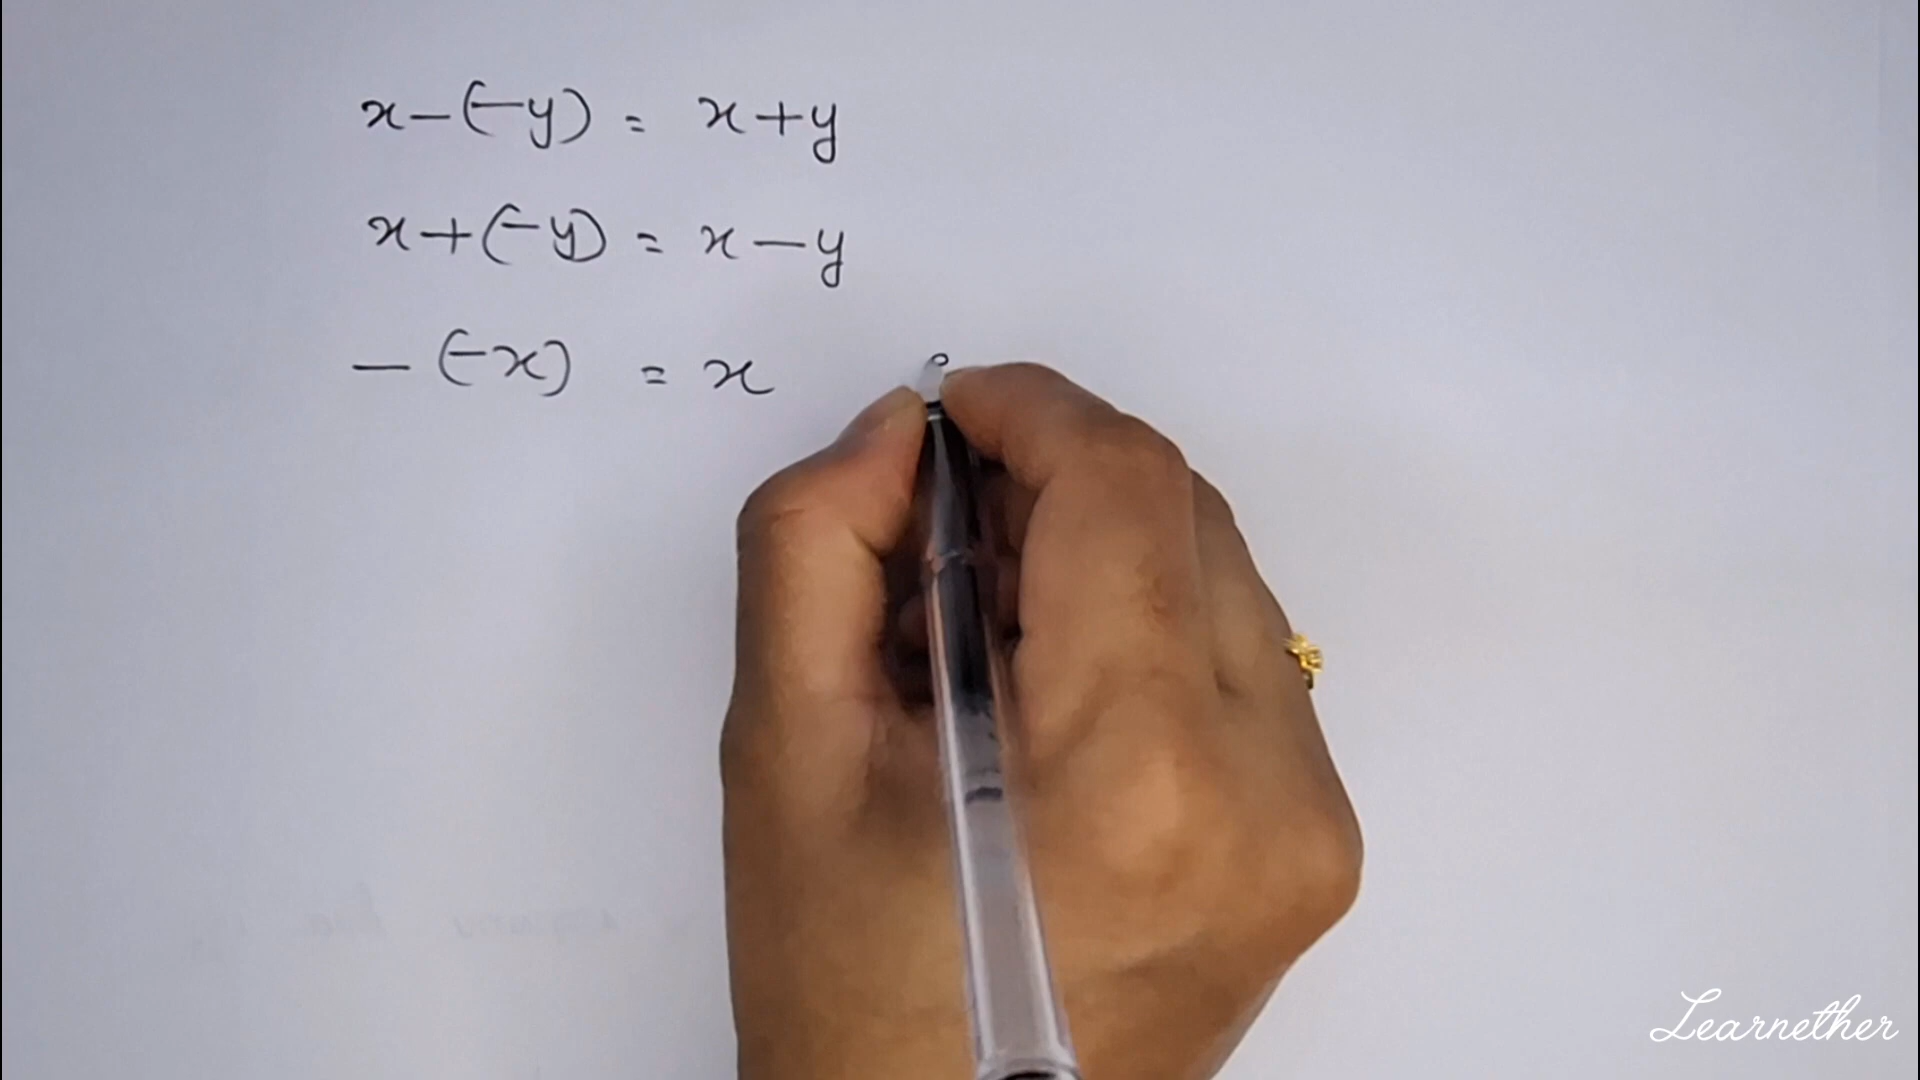 x-(-y) = x+y
x+(-y) = x-y
-(-x) = x
Learnether